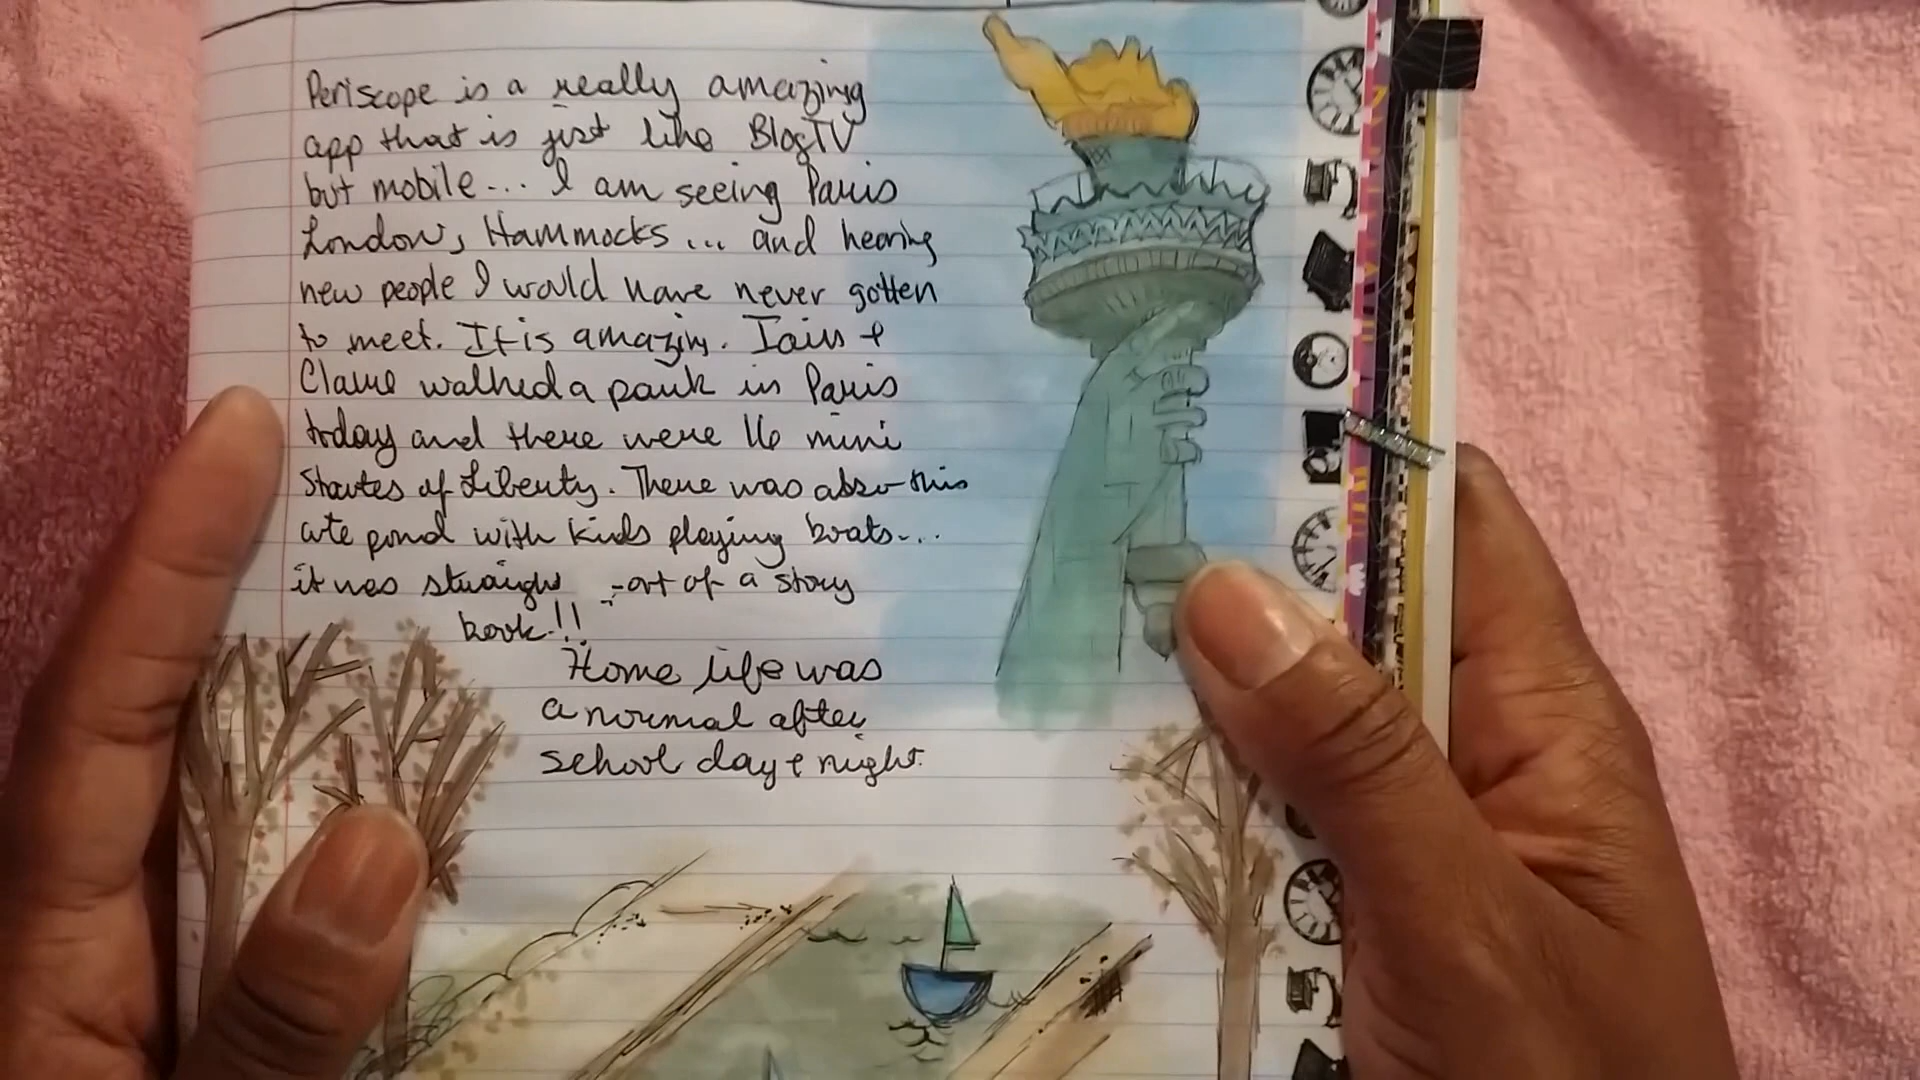 Periscope is a really amazing
app that is just like BlogTV
but mobile... I am seeing Paris
London, Hammocks... and hearing
new people I would have never gotten
to meet. It is amazing. Iain +
Claire walked a park in Paris
today and there were 16 mini
Stautes of Liberty. There was also this
cute pond with kids playing boats...
it was straight out of a story
book!!
Home life was
a normal after
school day & night.